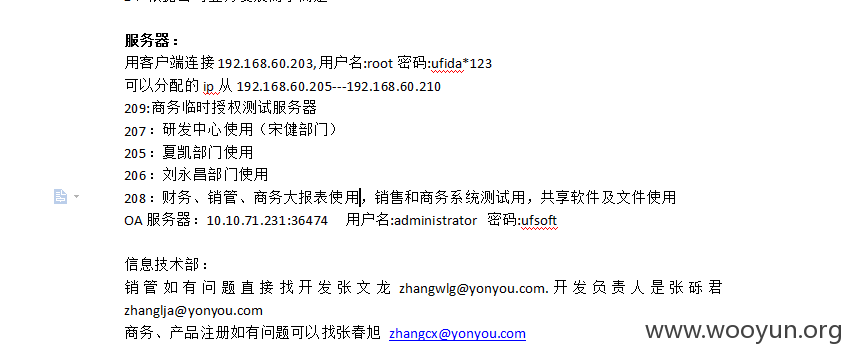 服务器：
用客户端连接 192.168.60.203,用户名:root 密码:ufida*123
可以分配的 ip 从 192.168.60.205---192.168.60.210
209:商务临时授权测试服务器
207：研发中心使用（宋健部门）
205：夏凯部门使用
206：刘永昌部门使用
208：财务、销管、商务大报表使用，销售和商务系统测试用，共享软件及文件使用
OA 服务器：10.10.71.231:36474 用户名:administrator 密码:ufsoft
信息技术部：
销管如有问题直接找开发张文龙 zhangwlg@yonyou.com.开发负责人是张砾君
zhanglja@yonyou.com
商务、产品注册如有问题可以找张春旭 zhangcx@yonyou.com
www.wooyun.org